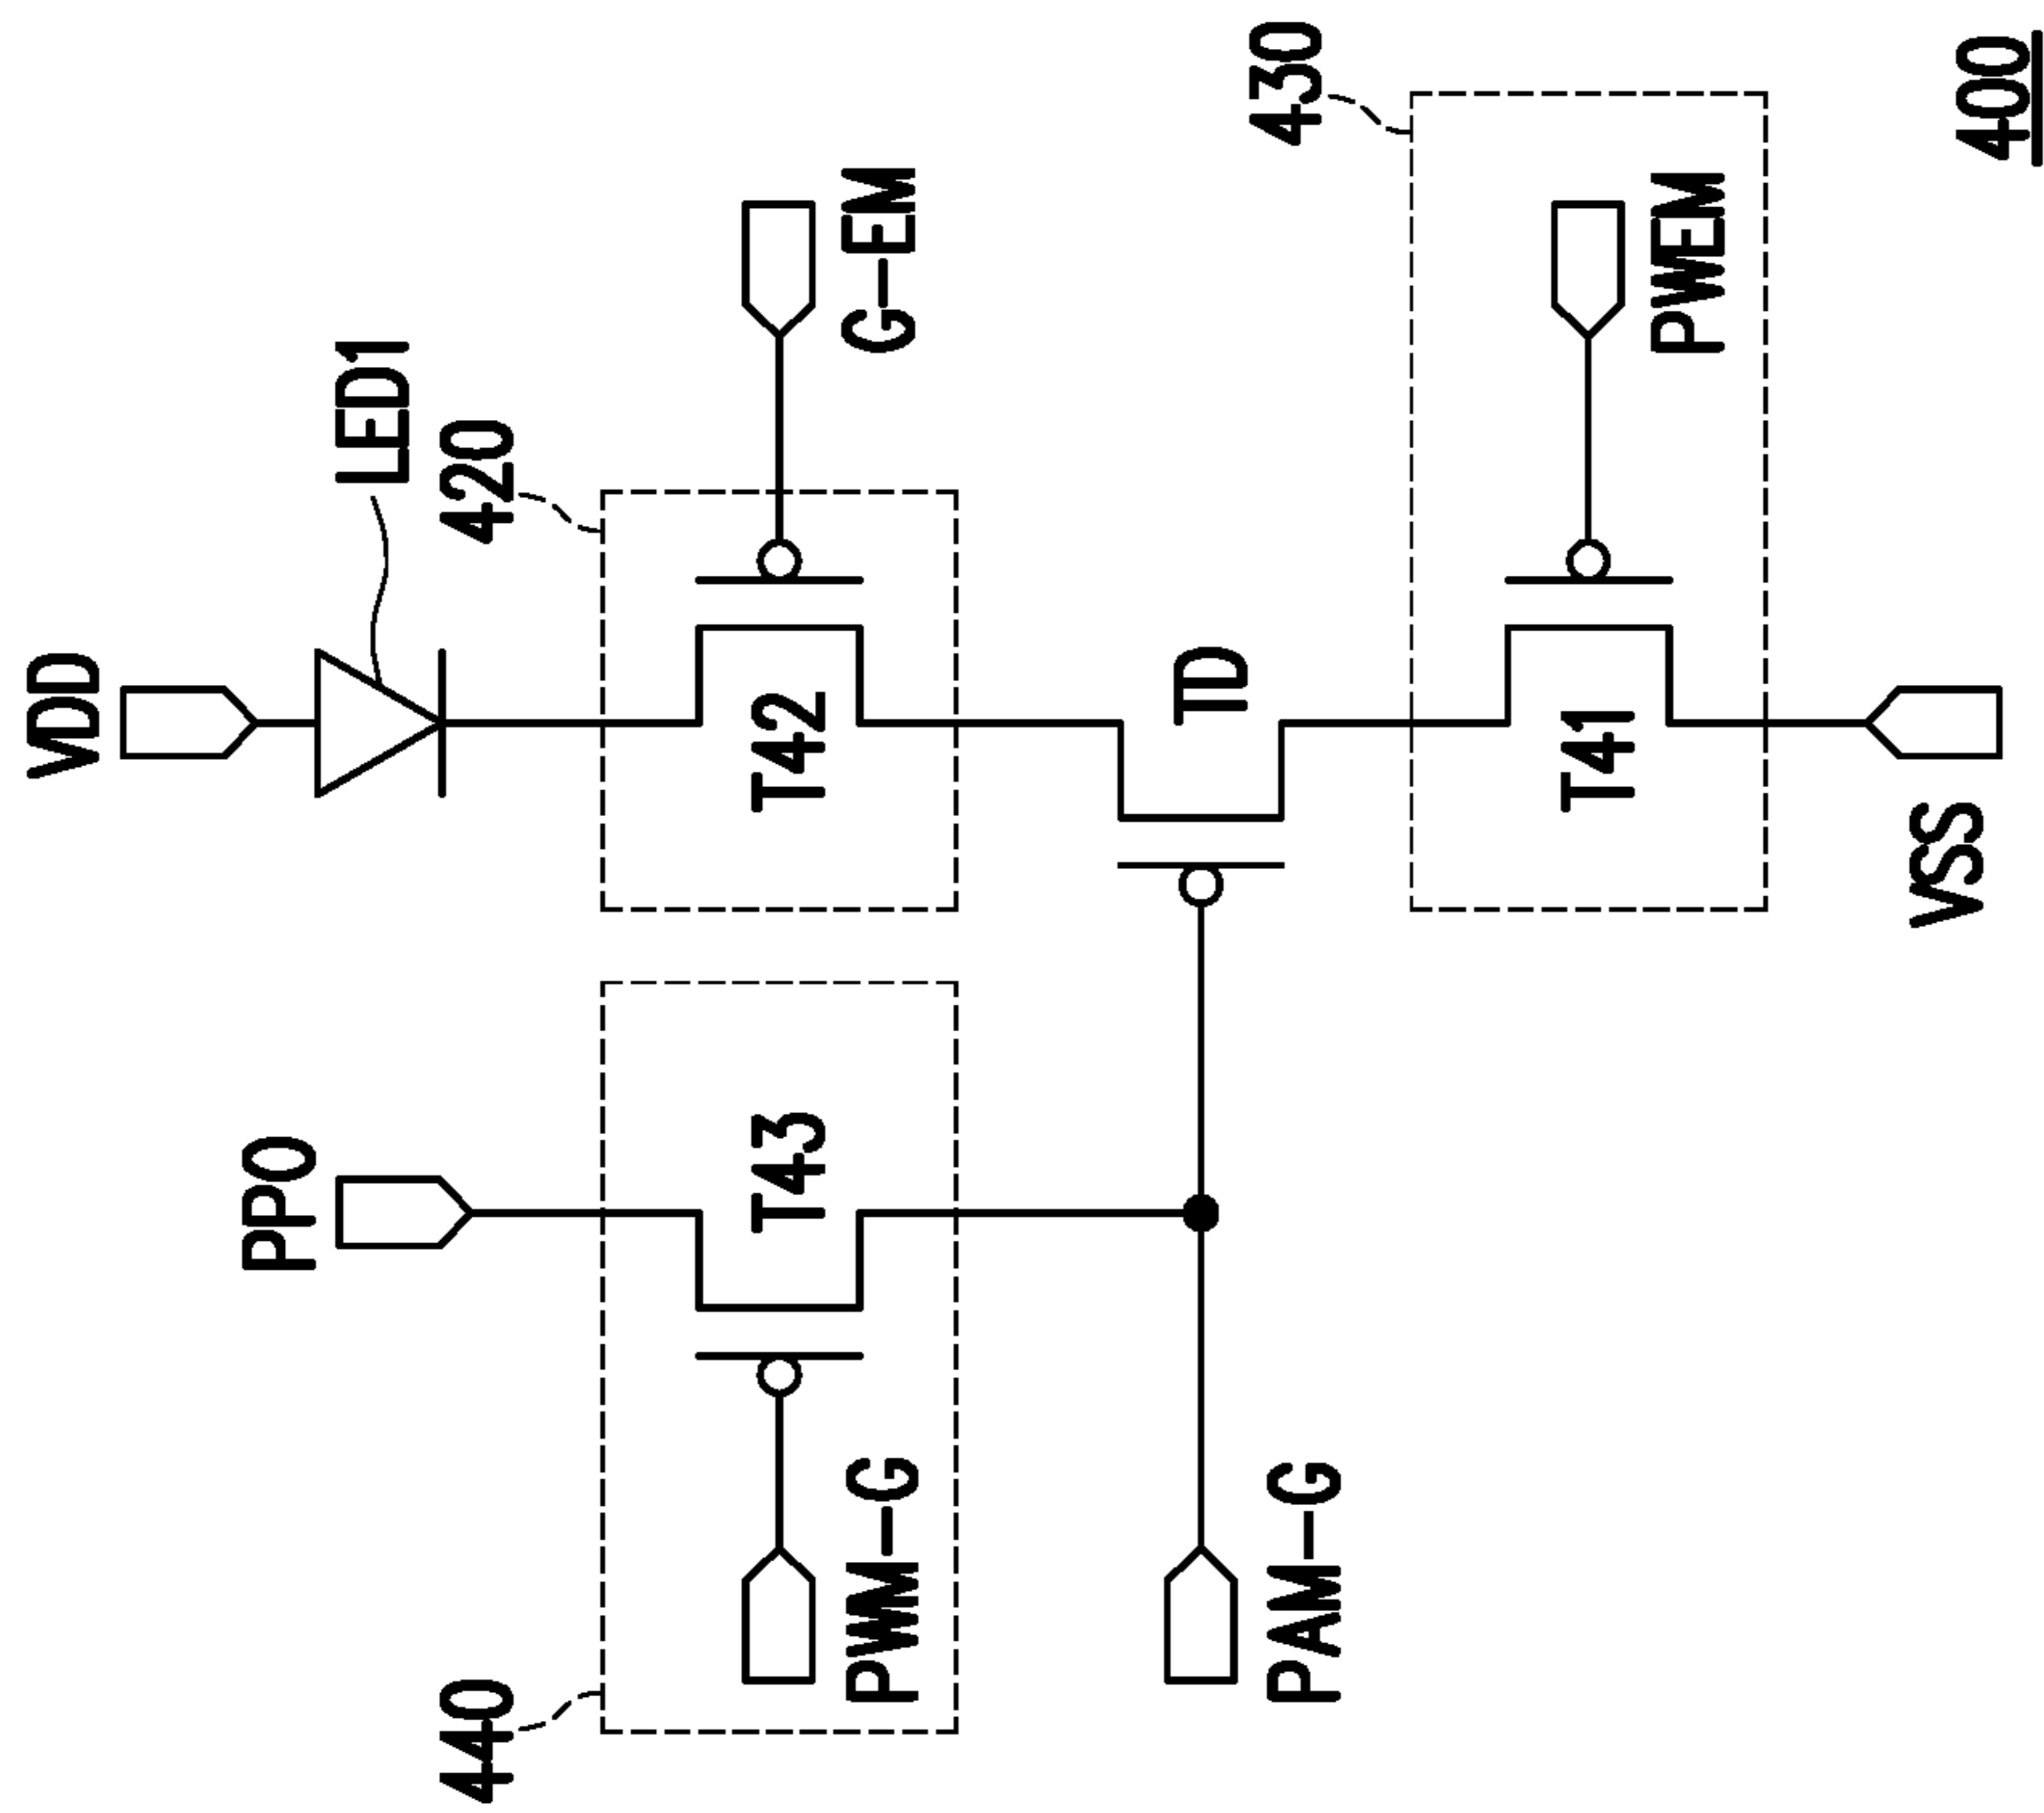 VDD
PPO
LED1
440
420
T43
T42
PWM-G
G-EM
TD
430
PAM-G
T41
PWEM
VSS
400